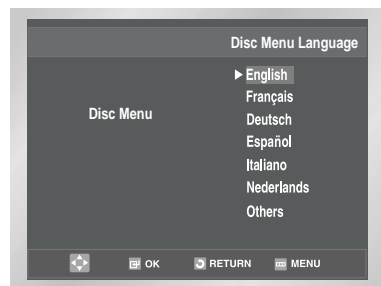 Disc Menu Language
Disc Menu
English
Français
Deutsch
Español
Italiano
Nederlands
Others
OK RETURN MENU